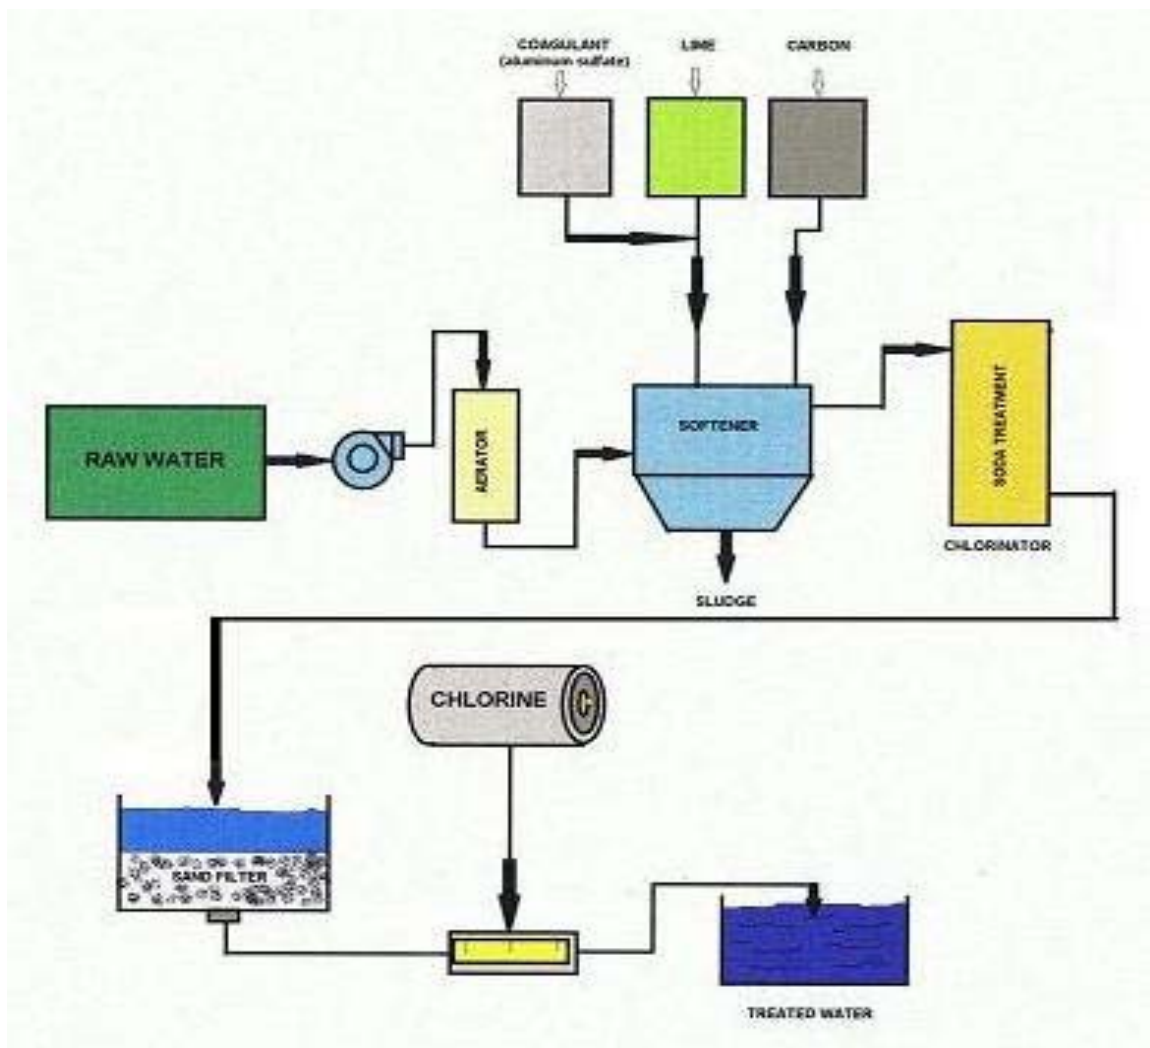 COAGULANT
(aluminum sulfate)
LIME
CARBON
RAW WATER
AERATOR
SOFTENER
SODA TREATMENT
CHLORINATOR
SLUDGE
CHLORINE
C
SAND FILTER
TREATED WATER